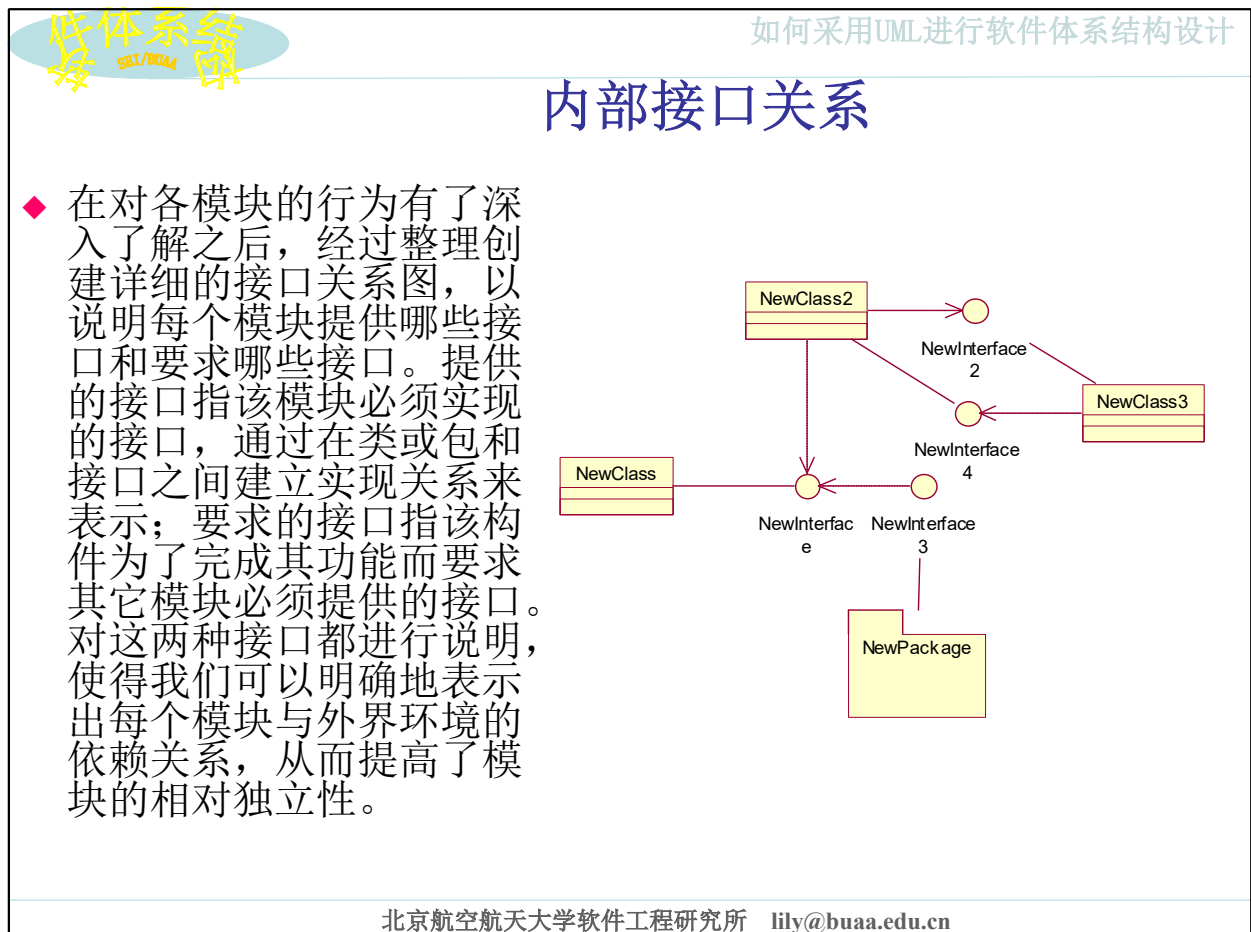 件体系结
SEI/BUAA
如何采用UML进行软件体系结构设计
内部接口关系
在对各模块的行为有了深
入了解之后，经过整理创
建详细的接口关系图，以
说明每个模块提供哪些接
口和要求哪些接口。提供
的接口指该模块必须实现
的接口，通过在类或包和
接口之间建立实现关系来
表示；要求的接口指该构
件为了完成其功能而要求
其它模块必须提供的接口。
对这两种接口都进行说明，
使得我们可以明确地表示
出每个模块与外界环境的
依赖关系，从而提高了模
块的相对独立性。
NewClass2
NewInterface
2
NewClass3
NewInterface
4
NewClass
NewInterfac
e
NewInterface
3
NewPackage
北京航空航天大学软件工程研究所 lily@buaa.edu.cn